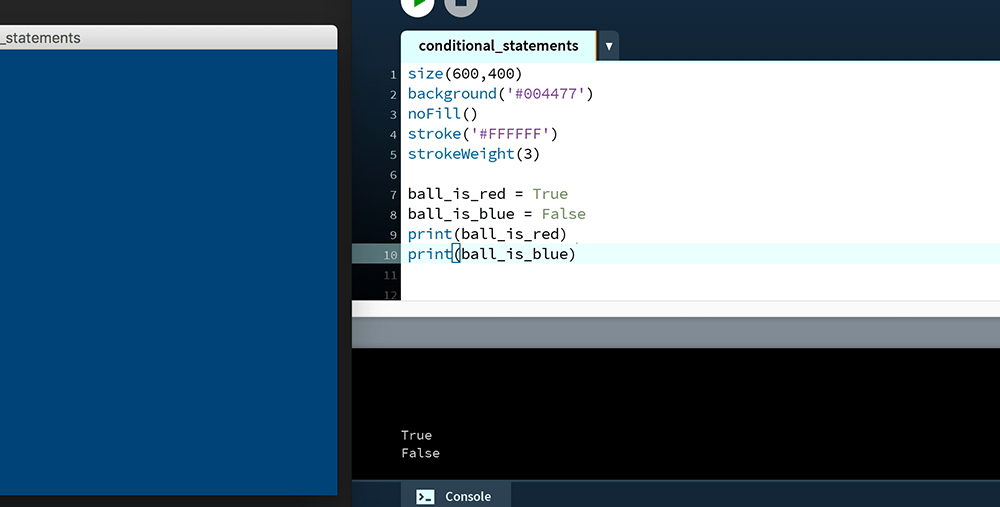 _statements
conditional_statements
1 size(600,400)
2 background('#004477')
3 noFill()
4 stroke('#FFFFFF')
5 strokeWeight(3)
6
7 ball_is_red = True
8 ball_is_blue = False
9 print(ball_is_red)
10 print(ball_is_blue)
11
12
True
False
Console